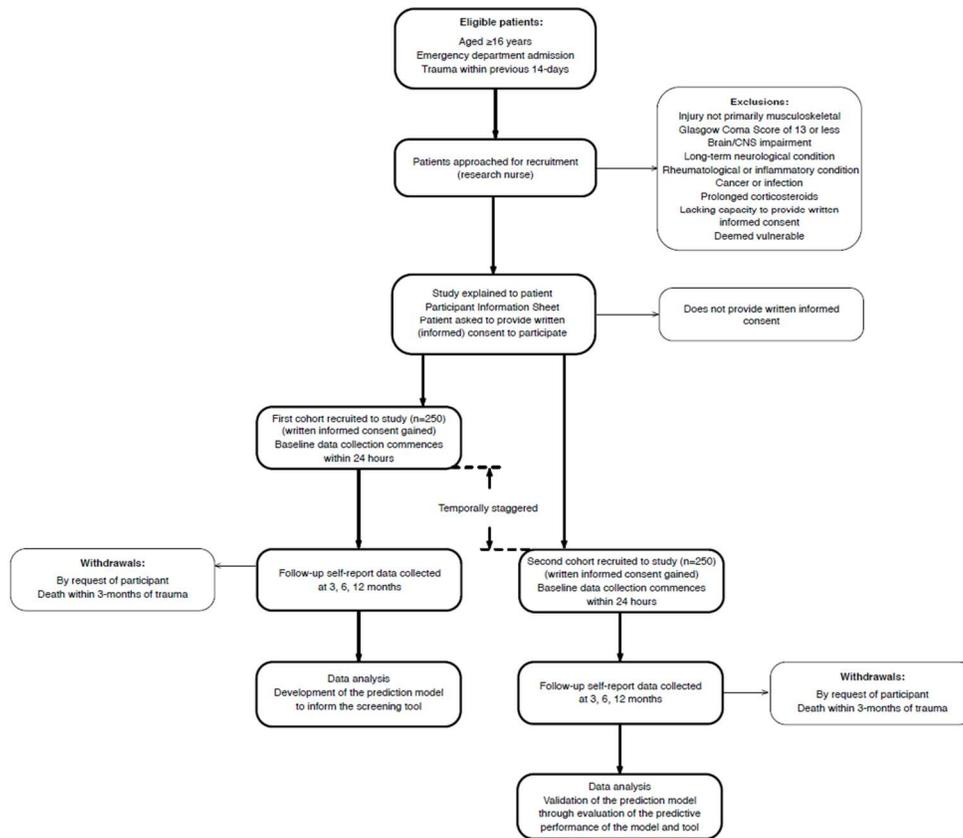 Eligible patients:
Aged ≥16 years
Emergency department admission
Trauma within previous 14-days
Exclusions:
Injury not primarily musculoskeletal
Glasgow Coma Score of 13 or less
Brain/CNS impairment
Long-term neurological condition
Rheumatological or inflammatory condition
Cancer or infection
Prolonged corticosteroids
Lacking capacity to provide written
informed consent
Deemed vulnerable
Patients approached for recruitment
(research nurse)
Study explained to patient
Participant Information Sheet
Patient asked to provide written
(informed) consent to participate
Does not provide written informed
consent
First cohort recruited to study (n=250)
(written informed consent gained)
Baseline data collection commences
within 24 hours
Temporally staggered
Second cohort recruited to study (n=250)
(written informed consent gained)
Baseline data collection commences
within 24 hours
Withdrawals:
By request of participant
Death within 3-months of trauma
Follow-up self-report data collected
at 3, 6, 12 months
Data analysis
Development of the prediction model
to inform the screening tool
Follow-up self-report data collected
at 3, 6, 12 months
Withdrawals:
By request of participant
Death within 3-months of trauma
Data analysis
Validation of the prediction model
through evaluation of the predictive
performance of the model and tool